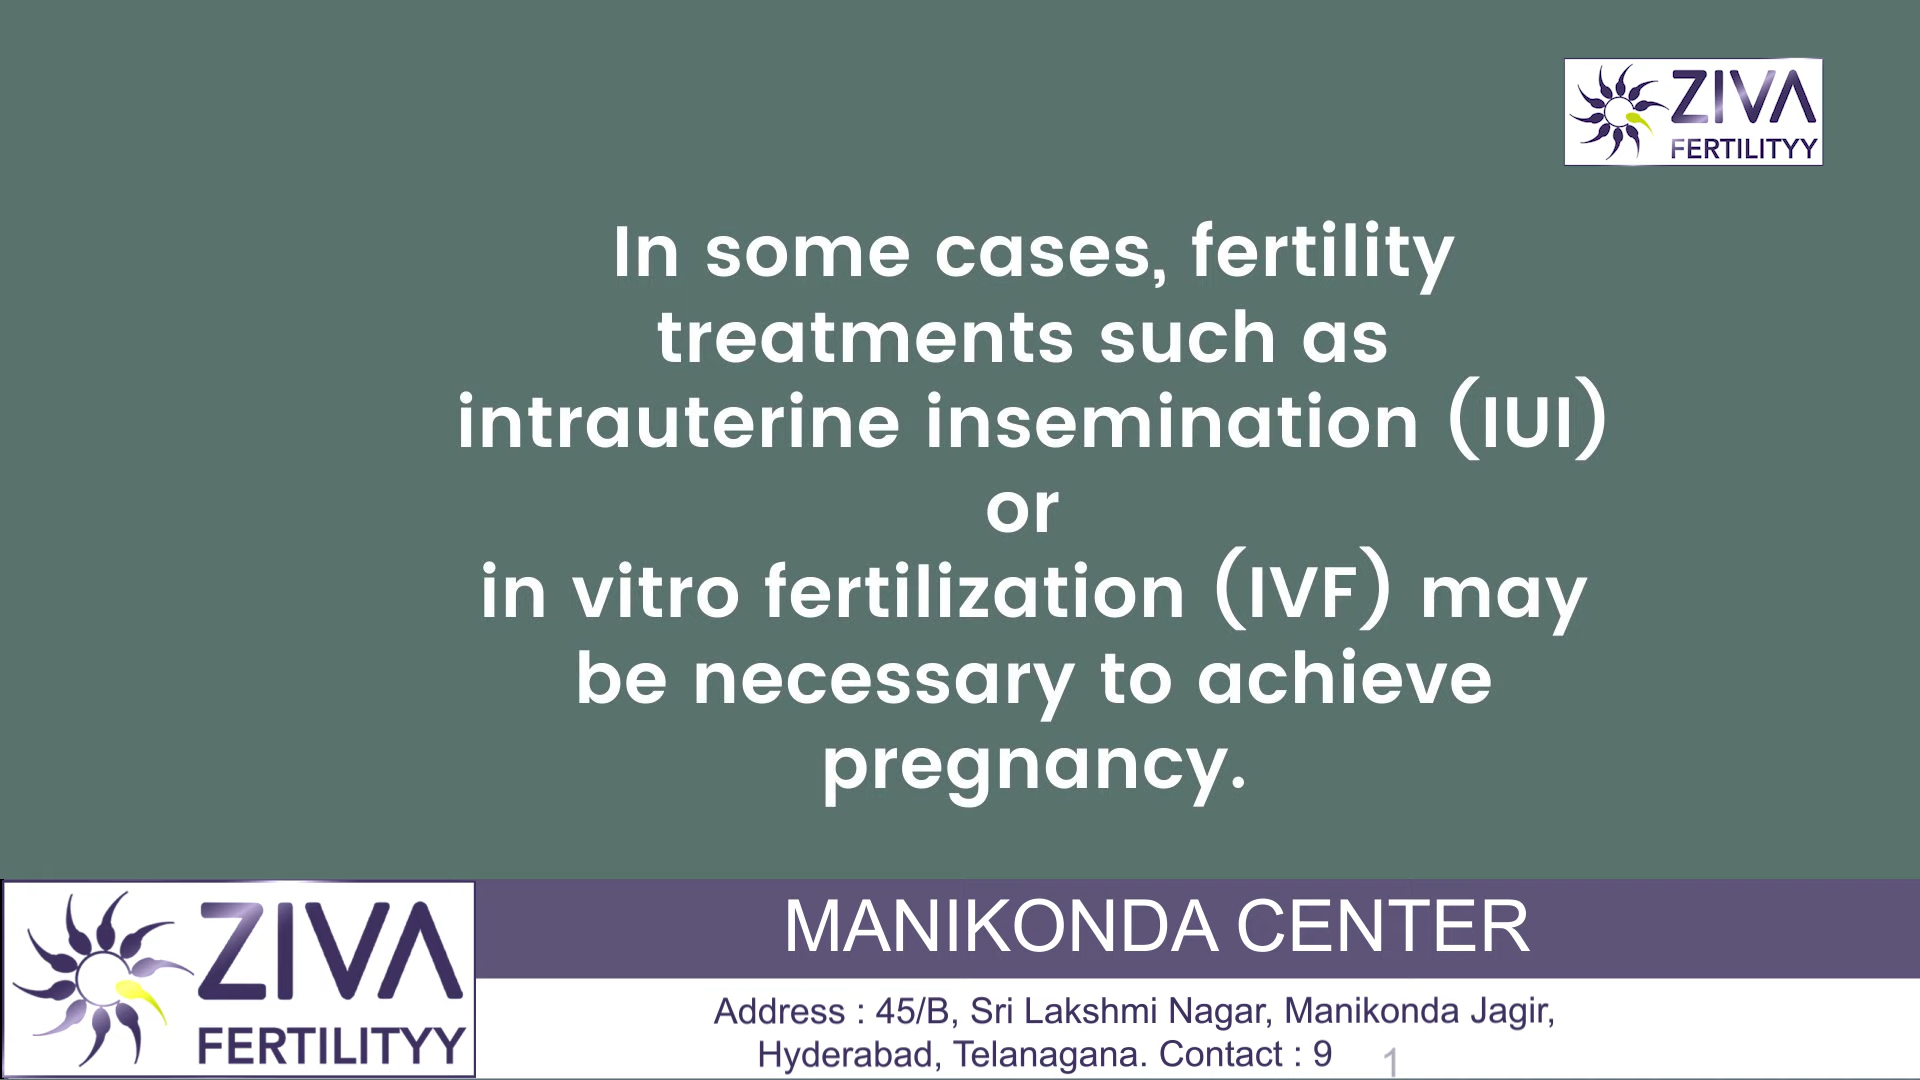 ZIVA
FERTILITYY
In some cases, fertility
treatments such as
intrauterine insemination (IUI)
or
in vitro fertilization (IVF) may
be necessary to achieve
pregnancy.
ZIVA
FERTILITYY
MANIKONDA CENTER
Address : 45/B, Sri Lakshmi Nagar, Manikonda Jagir,
Hyderabad, Telanagana. Contact : 9 1